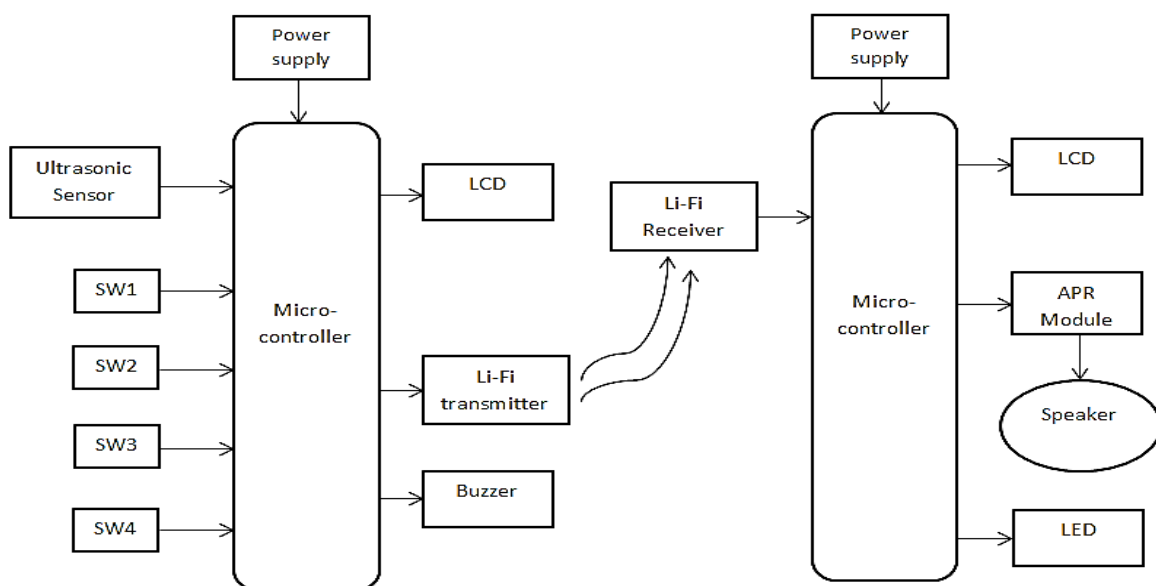 Power
supply
Ultrasonic
Sensor
SW1
SW2
SW3
SW4
Micro-
controller
LCD
Li-Fi
transmitter
Buzzer
Li-Fi
Receiver
Power
supply
Micro-
controller
LCD
APR
Module
Speaker
LED